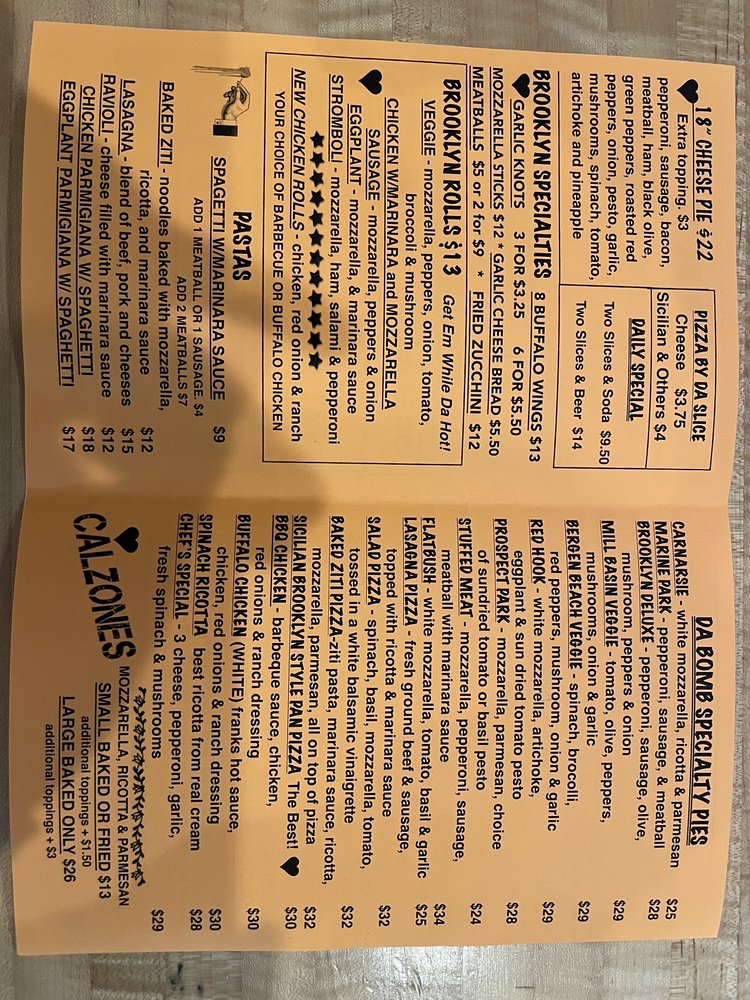 18" CHEESE PIE $22
Extra topping, $3
pepperoni, sausage, bacon,
meatball, ham, black olive,
green peppers, roasted red
peppers, onion, pesto, garlic,
mushrooms, spinach, tomato,
artichoke and pineapple
PIZZA BY DA SLICE
Cheese $3.75
Sicilian & Others $4
DAILY SPECIAL
Two Slices & Soda $9.50
Two Slices & Beer $14
BROOKLYN SPECIALTIES 8 BUFFALO WINGS $13
GARLIC KNOTS 3 FOR $3.25 6 FOR $5.50
MOZZARELLA STICKS $12 * GARLIC CHEESE BREAD $5.50
MEATBALLS $5 or 2 for $9 * FRIED ZUCCHINI $12
BROOKLYN ROLLS $13 Get Em While Da Hot!
VEGGIE - mozzarella, peppers, onion, tomato,
broccoli & mushroom
CHICKEN W/MARINARA and MOZZARELLA
SAUSAGE - mozzarella, peppers & onion
EGGPLANT - mozzarella, & marinara sauce
STROMBOLI - mozzarella, ham, salami & pepperoni
NEW CHICKEN ROLLS - chicken, red onion & ranch
YOUR CHOICE OF BARBECUE OR BUFFALO CHICKEN
PASTAS
SPAGETTI W/MARINARA SAUCE $9
ADD 1 MEATBALL OR 1 SAUSAGE, $4
ADD 2 MEATBALLS $7
BAKED ZITI - noodles baked with mozzarella,
ricotta, and marinara sauce $12
LASAGNA - blend of beef, pork and cheeses $15
RAVIOLI - cheese filled with marinara sauce $12
CHICKEN PARMIGIANA W/ SPAGHETTI $18
EGGPLANT PARMIGIANA W/ SPAGHETTI $17
DA BOMB SPECIALTY PIES
CARNARSIE - white mozzarella, ricotta & parmesan $25
MARINE PARK - pepperoni, sausage, & meatball $28
BROOKLYN DELUXE - pepperoni, sausage, olive,
mushroom, peppers & onion $29
MILL BASIN VEGGIE - tomato, olive, peppers,
mushrooms, onion & garlic $29
BERGEN BEACH VEGGIE - spinach, brocolli,
red peppers, mushroom, onion & garlic $29
RED HOOK - white mozzarella, artichoke,
eggplant & sun dried tomato pesto $28
PROSPECT PARK - mozzarella, parmesan, choice
of sundried tomato or basil pesto $24
STUFFED MEAT - mozzarella, pepperoni, sausage,
meatball with marinara sauce $34
FLATBUSH - white mozzarella, tomato, basil & garlic $25
LASAGNA PIZZA - fresh ground beef & sausage,
topped with ricotta & marinara sauce $32
SALAD PIZZA - spinach, basil, mozzarella, tomato,
tossed in a white balsamic vinaigrette $32
BAKED ZITI PIZZA-ziti pasta, marinara sauce, ricotta,
mozzarella, parmesan, all on top of pizza $32
SICILIAN BROOKLYN STYLE PAN PIZZA The Best! $30
BBQ CHICKEN - barbeque sauce, chicken,
red onions & ranch dressing $30
BUFFALO CHICKEN (WHITE) franks hot sauce,
chicken, red onions & ranch dressing $30
SPINACH RICOTTA best ricotta from real cream $28
CHEF'S SPECIAL - 3 cheese, pepperoni, garlic,
fresh spinach & mushrooms $29
CALZONES
MOZZARELLA, RICOTTA & PARMESAN
SMALL BAKED OR FRIED $13
additional toppings + $1.50
LARGE BAKED ONLY $26
additional toppings + $3